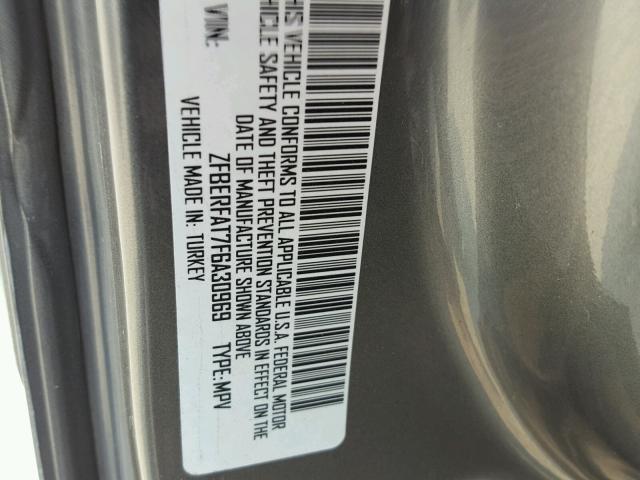 HIS VEHICLE CONFORMS TO ALL APPLICABLE U.S.A. FEDERAL MOTOR
HICLE SAFETY AND THEFT PREVENTION STANDARDS IN EFFECT ON THE
DATE OF MANUFACTURE SHOWN ABOVE
VIN: ZFBERFAT7F6A30969 TYPE: MPV
VEHICLE MADE IN: TURKEY